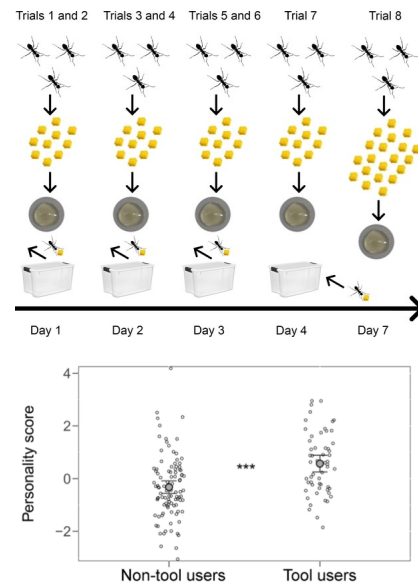 Trials 1 and 2 Trials 3 and 4 Trials 5 and 6 Trial 7 Trial 8
Day 1 Day 2 Day 3 Day 4 Day 7
Personality score
4
2
0
−2
***
Non-tool users Tool users